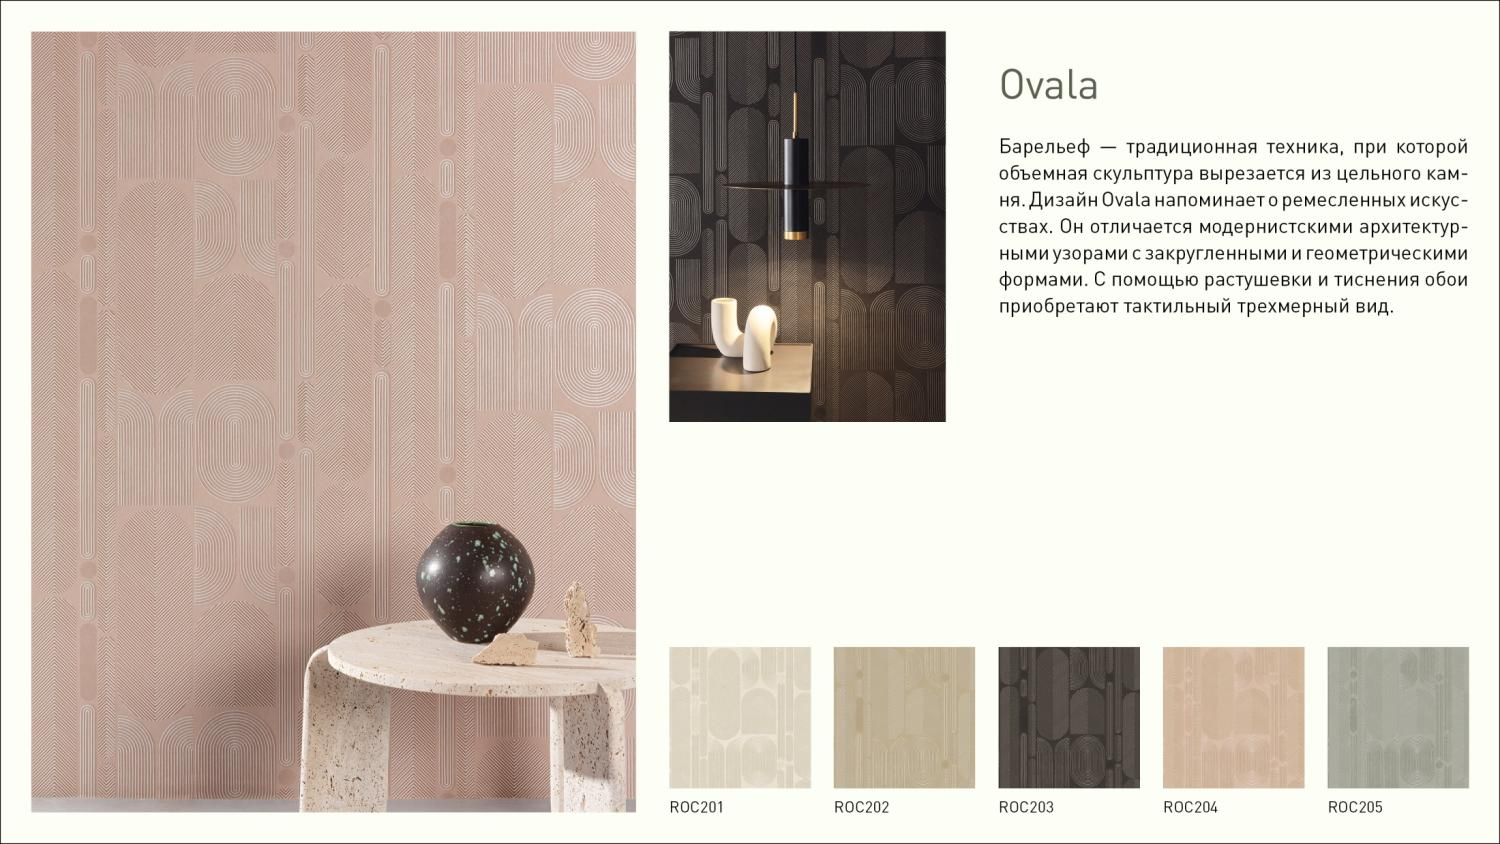 Ovala
Барельеф — традиционная техника, при которой
объемная скульптура вырезается из цельного кам-
ня. Дизайн Ovala напоминает о ремесленных искус-
ствах. Он отличается модернистскими архитектур-
ными узорами с закругленными и геометрическими
формами. С помощью растушевки и тиснения обои
приобретают тактильный трехмерный вид.
ROC201
ROC202
ROC203
ROC204
ROC205